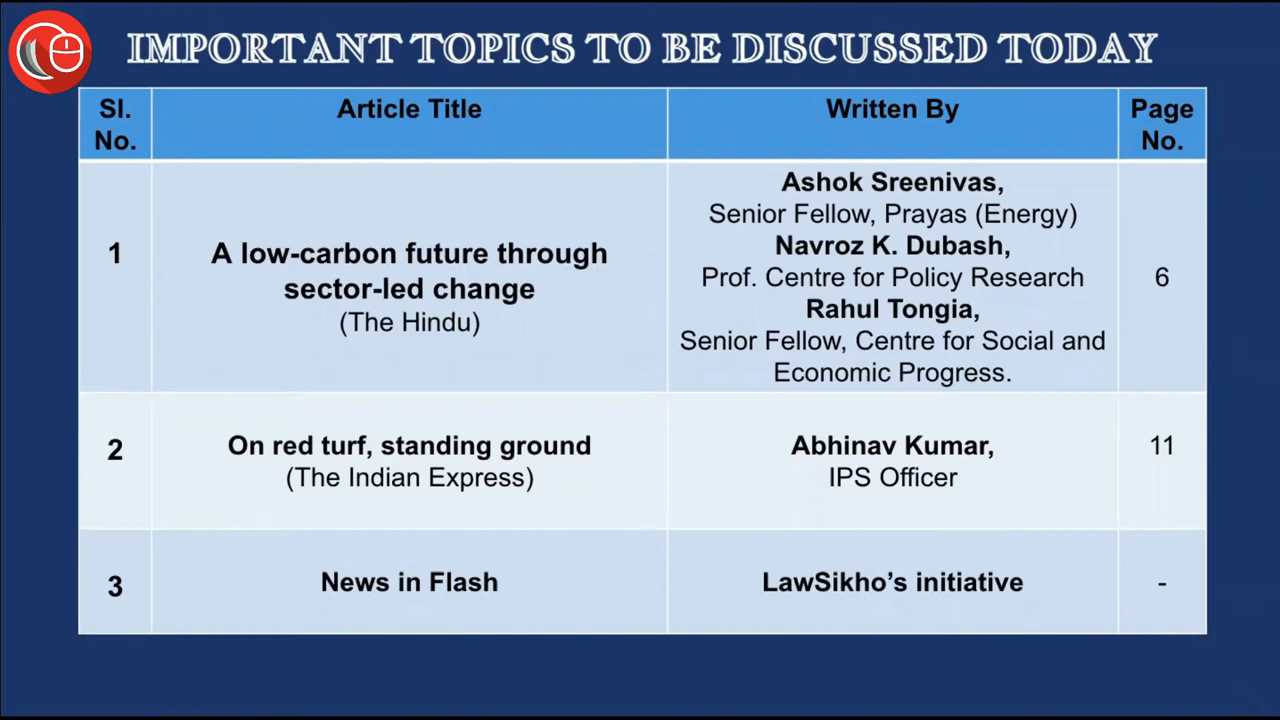 IMPORTANT TOPICS TO BE DISCUSSED TODAY
Sl. No.
Article Title
Written By
Page No.
1
A low-carbon future through
sector-led change
(The Hindu)
Ashok Sreenivas,
Senior Fellow, Prayas (Energy)
Navroz K. Dubash,
Prof. Centre for Policy Research
Rahul Tongia,
Senior Fellow, Centre for Social and
Economic Progress.
6
2
On red turf, standing ground
(The Indian Express)
Abhinav Kumar,
IPS Officer
11
3
News in Flash
LawSikho’s initiative
-